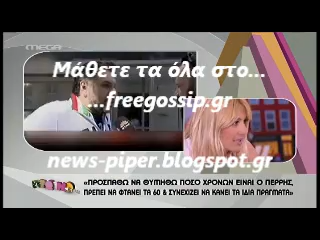 MEGA
Μάθετε τα όλα στο...
...freegossip.gr
news-piper.blogspot.gr
«ΠΡΟΣΠΑΘΩ ΝΑ ΘΥΜΗΘΩ ΠΟΣΟ ΧΡΟΝΩΝ ΕΙΝΑΙ Ο ΠΕΡΡΗΣ,
ΠΡΕΠΕΙ ΝΑ ΦΤΑΝΕΙ ΤΑ 60 & ΣΥΝΕΧΙΖΕΙ ΝΑ ΚΑΝΕΙ ΤΑ ΙΔΙΑ ΠΡΑΓΜΑΤΑ»